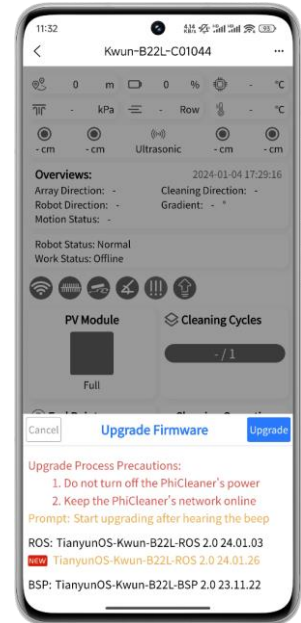 11:32
Kwun-B22L-C01044
0 m 0 % - °C
- kPa - Row - °C
- cm - cm Ultrasonic - cm - cm
Overviews: 2024-01-04 17:29:16
Array Direction: - Cleaning Direction: -
Robot Direction: - Gradient: - °
Motion Status: -
Robot Status: Normal
Work Status: Offline
PV Module Cleaning Cycles
- / 1
Full
Cancel Upgrade Firmware Upgrade
Upgrade Process Precautions:
1. Do not turn off the PhiCleaner's power
2. Keep the PhiCleaner's network online
Prompt: Start upgrading after hearing the beep
ROS: TianyunOS-Kwun-B22L-ROS 2.0 24.01.03
NEW TianyunOS-Kwun-B22L-ROS 2.0 24.01.26
BSP: TianyunOS-Kwun-B22L-BSP 2.0 23.11.22